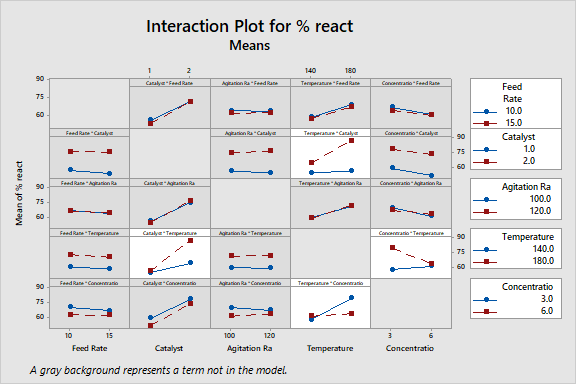 Interaction Plot for % react
Means
1 2 140 180
Catalyst * Feed Rate Agitation Ra * Feed Rate Temperature * Feed Rate Concentratio * Feed Rate
90
75
60
Feed Rate * Catalyst Agitation Ra * Catalyst Temperature * Catalyst Concentratio * Catalyst
90
75
60
Feed Rate * Agitation Ra Catalyst * Agitation Ra Temperature * Agitation Ra Concentratio * Agitation Ra
90
75
60
Feed Rate * Temperature Catalyst * Temperature Agitation Ra * Temperature Concentratio * Temperature
90
75
60
Feed Rate * Concentratio Catalyst * Concentratio Agitation Ra * Concentratio Temperature * Concentratio
90
75
60
10 15 1 2 100 120 140 180 3 6
Feed Rate Catalyst Agitation Ra Temperature Concentratio
Mean of % react
Feed
Rate
10.0
15.0
Catalyst
1.0
2.0
Agitation Ra
100.0
120.0
Temperature
140.0
180.0
Concentratio
3.0
6.0
A gray background represents a term not in the model.